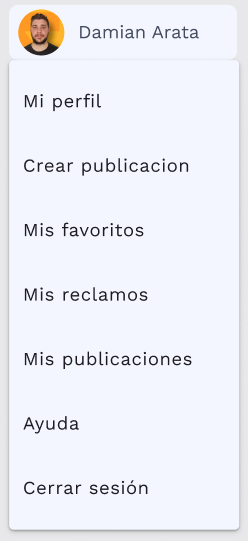 Damian Arata
Mi perfil
Crear publicacion
Mis favoritos
Mis reclamos
Mis publicaciones
Ayuda
Cerrar sesión